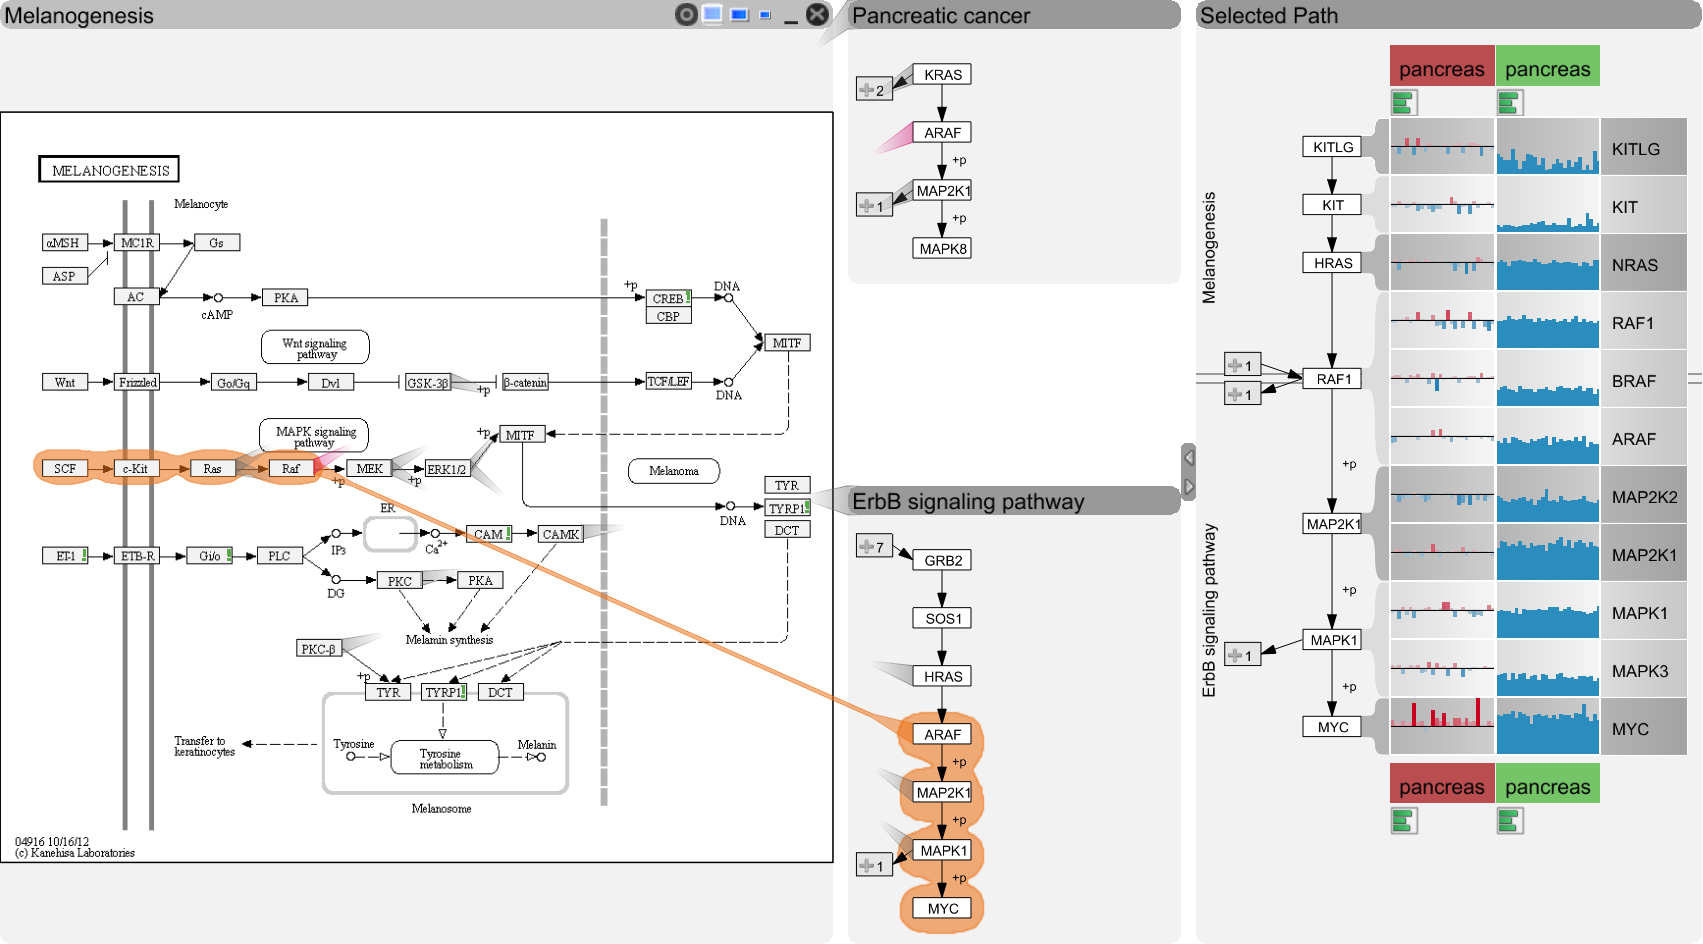 Melanogenesis
MELANOGENESIS
Melanocyte
αMSH
MC1R
Gs
ASP
AC
cAMP
PKA
+p
CREB
CBP
DNA
MITF
Wnt signaling
pathway
Wnt
Frizzled
Go/Gq
Dvl
GSK-3β
+p
β-catenin
TCF/LEF
DNA
MAPK signaling
pathway
+p
MITF
SCF
c-Kit
Ras
Raf
+p
MEK
+p
ERK1/2
Melanoma
TYR
TYRP1
DCT
DNA
ER
IP3
Ca2+
CAM
CAMK
ET-1
ETB-R
Gi/o
PLC
DG
PKC
PKA
Melamin synthesis
PKC-β
+p
TYR
TYRP1
DCT
Transfer to
keratinocytes
Tyrosine
Tyrosine
metabolism
Melanin
Melanosome
04916 10/16/12
(c) Kanehisa Laboratories
Pancreatic cancer
KRAS
2
ARAF
+p
MAP2K1
1
+p
MAPK8
ErbB signaling pathway
7
GRB2
SOS1
HRAS
ARAF
+p
MAP2K1
+p
MAPK1
1
+p
MYC
Selected Path
pancreas
pancreas
Melanogenesis
ErbB signaling pathway
KITLG
KIT
HRAS
1
RAF1
1
+p
MAP2K1
+p
MAPK1
1
+p
MYC
KITLG
KIT
NRAS
RAF1
BRAF
ARAF
MAP2K2
MAP2K1
MAPK1
MAPK3
MYC
pancreas
pancreas